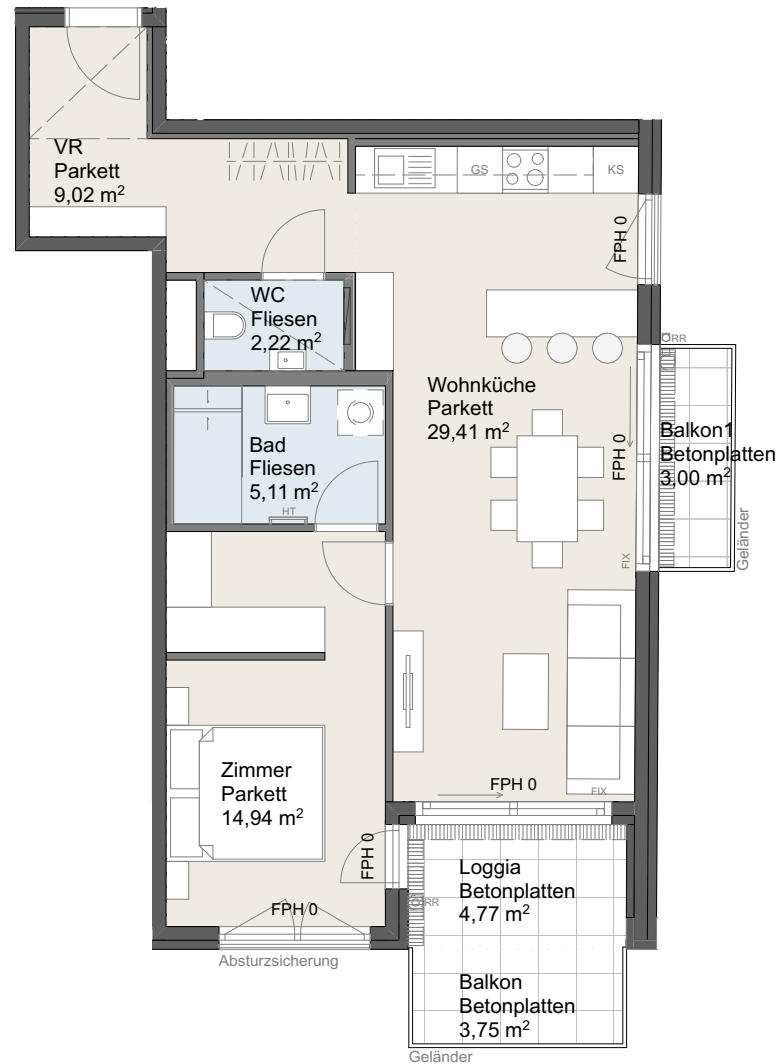 VR
Parkett
9,02 m²
GS
KS
FPH 0
WC
Fliesen
2,22 m²
RR
Wohnküche
Parkett
29,41 m²
FPH 0
Balkon1
Betonplatten
3,00 m²
Bad
Fliesen
5,11 m²
HT
Geländer
FIX
Zimmer
Parkett
14,94 m²
FPH 0
FIX
FPH 0
Loggia
Betonplatten
4,77 m²
RR
FPH 0
Absturzsicherung
Balkon
Betonplatten
3,75 m²
Geländer